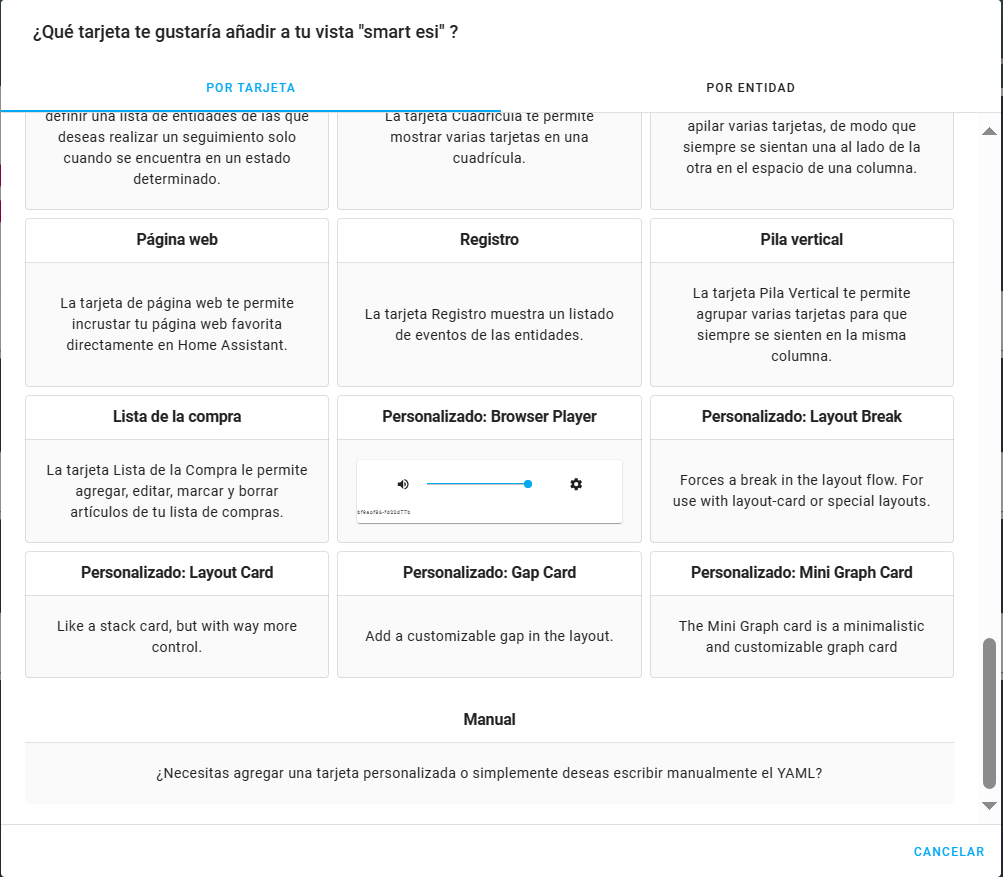 ¿Qué tarjeta te gustaría añadir a tu vista "smart esi" ?
POR TARJETA
POR ENTIDAD
definir una lista de entidades de las que
deseas realizar un seguimiento solo
cuando se encuentra en un estado
determinado.
La tarjeta Cuadrícula te permite
mostrar varias tarjetas en una
cuadrícula.
apilar varias tarjetas, de modo que
siempre se sientan una al lado de la
otra en el espacio de una columna.
Página web
La tarjeta de página web te permite
incrustar tu página web favorita
directamente en Home Assistant.
Registro
La tarjeta Registro muestra un listado
de eventos de las entidades.
Pila vertical
La tarjeta Pila Vertical te permite
agrupar varias tarjetas para que
siempre se sienten en la misma
columna.
Lista de la compra
La tarjeta Lista de la Compra le permite
agregar, editar, marcar y borrar
artículos de tu lista de compras.
Personalizado: Browser Player
Personalizado: Layout Break
Forces a break in the layout flow. For
use with layout-card or special layouts.
Personalizado: Layout Card
Like a stack card, but with way more
control.
Personalizado: Gap Card
Add a customizable gap in the layout.
Personalizado: Mini Graph Card
The Mini Graph card is a minimalistic
and customizable graph card
Manual
¿Necesitas agregar una tarjeta personalizada o simplemente deseas escribir manualmente el YAML?
CANCELAR